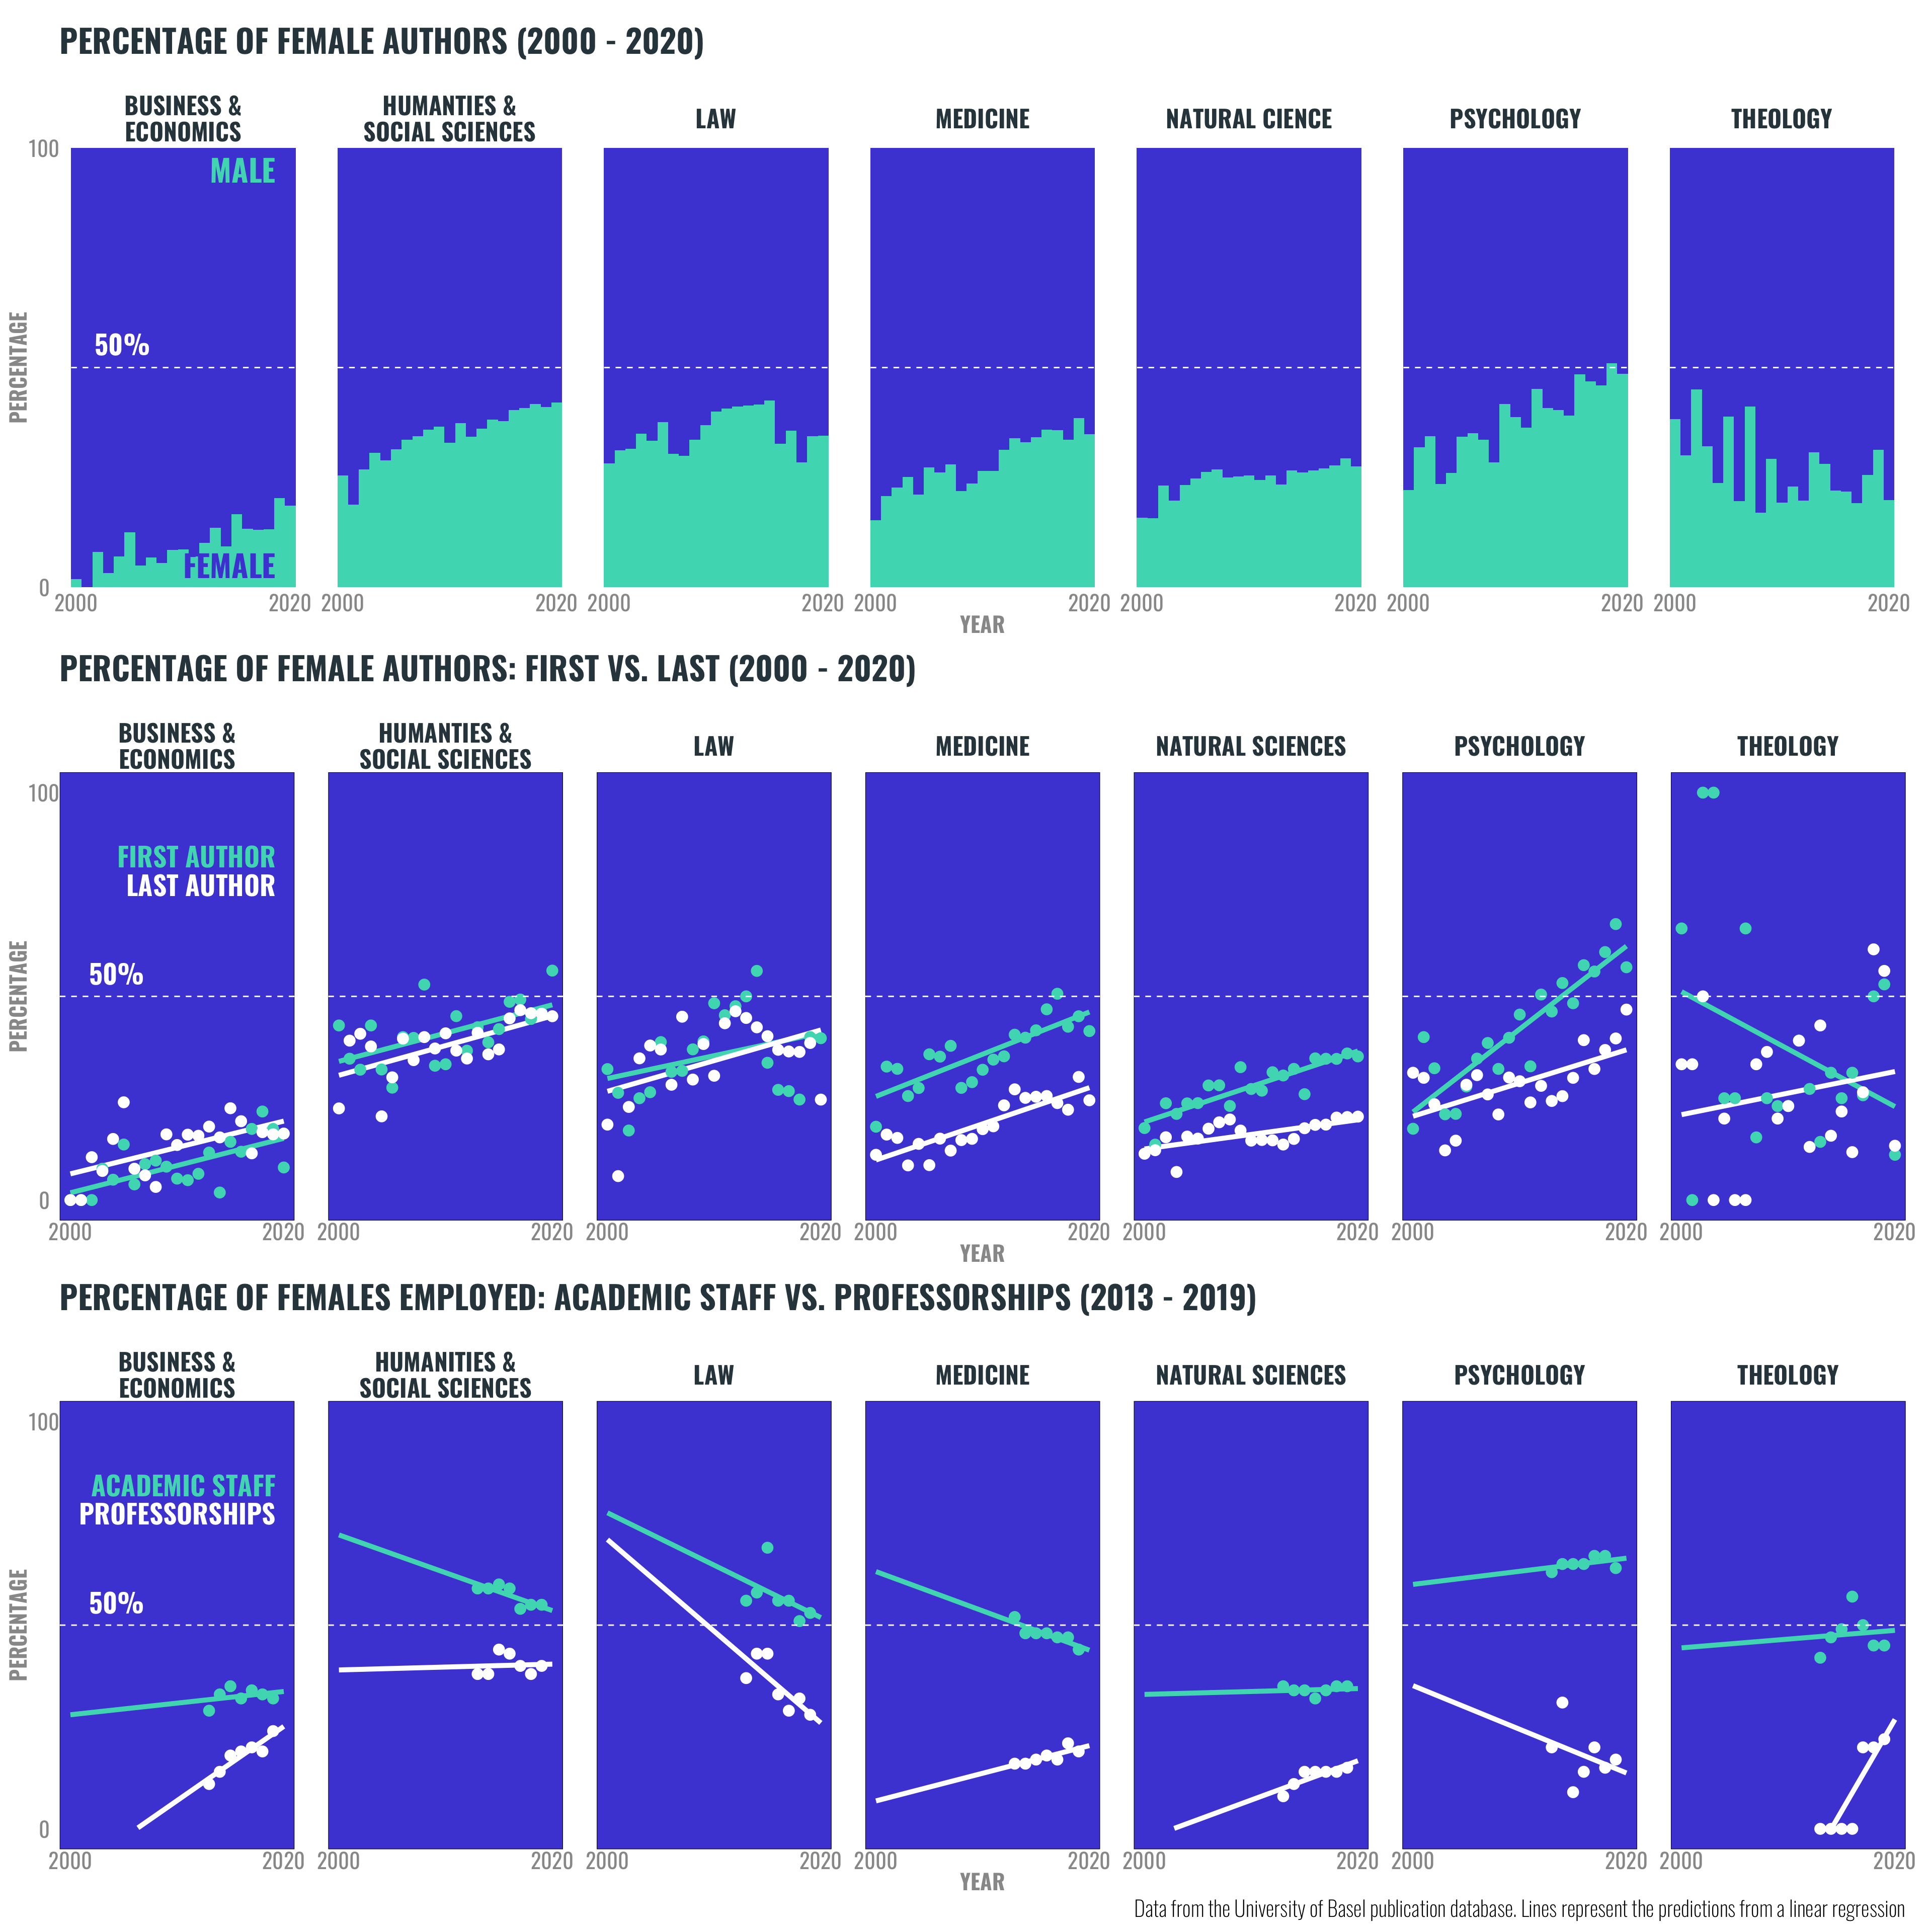 PERCENTAGE OF FEMALE AUTHORS (2000 - 2020)
BUSINESS &
ECONOMICS
HUMANTIES &
SOCIAL SCIENCES
LAW
MEDICINE
NATURAL CIENCE
PSYCHOLOGY
THEOLOGY
100
MALE
PERCENTAGE
50%
FEMALE
0
2000 2020 2000 2020 2000 2020 2000 2020 2000 2020 2000 2020 2000 2020
YEAR
PERCENTAGE OF FEMALE AUTHORS: FIRST VS. LAST (2000 - 2020)
BUSINESS &
ECONOMICS
HUMANTIES &
SOCIAL SCIENCES
LAW
MEDICINE
NATURAL SCIENCES
PSYCHOLOGY
THEOLOGY
100
FIRST AUTHOR
LAST AUTHOR
PERCENTAGE
50%
0
2000 2020 2000 2020 2000 2020 2000 2020 2000 2020 2000 2020 2000 2020
YEAR
PERCENTAGE OF FEMALES EMPLOYED: ACADEMIC STAFF VS. PROFESSORSHIPS (2013 - 2019)
BUSINESS &
ECONOMICS
HUMANITIES &
SOCIAL SCIENCES
LAW
MEDICINE
NATURAL SCIENCES
PSYCHOLOGY
THEOLOGY
100
ACADEMIC STAFF
PROFESSORSHIPS
PERCENTAGE
50%
0
2000 2020 2000 2020 2000 2020 2000 2020 2000 2020 2000 2020 2000 2020
YEAR
Data from the University of Basel publication database. Lines represent the predictions from a linear regression